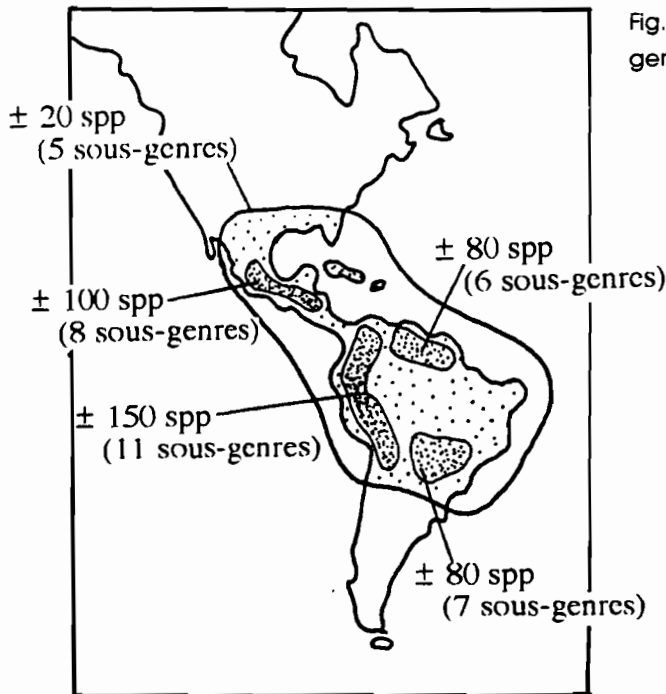 Fig.
ger
± 20 spp
(5 sous-genres)
± 80 spp
(6 sous-genres)
± 100 spp
(8 sous-genres)
± 150 spp
(11 sous-genres)
± 80 spp
(7 sous-genres)